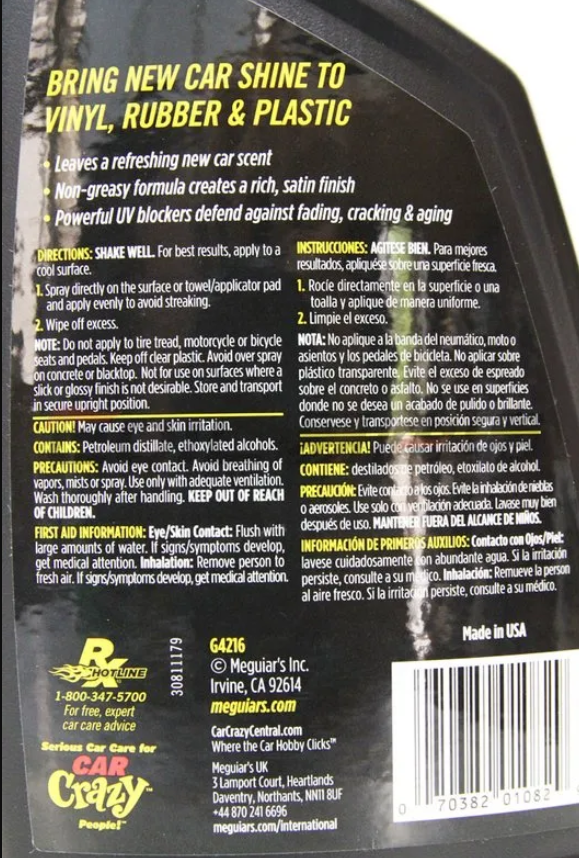 BRING NEW CAR SHINE TO
VINYL, RUBBER & PLASTIC
• Leaves a refreshing new car scent
• Non-greasy formula creates a rich, satin finish
• Powerful UV blockers defend against fading, cracking & aging
DIRECTIONS: SHAKE WELL. For best results, apply to a
cool surface.
1. Spray directly on the surface or towel/applicator pad
and apply evenly to avoid streaking.
2. Wipe off excess.
NOTE: Do not apply to tire tread, motorcycle or bicycle
seats and pedals. Keep off clear plastic. Avoid over spray
on concrete or blacktop. Not for use on surfaces where a
slick or glossy finish is not desirable. Store and transport
in secure upright position.
CAUTION! May cause eye and skin irritation.
CONTAINS: Petroleum distillate, ethoxylated alcohols.
PRECAUTIONS: Avoid eye contact. Avoid breathing of
vapors, mists or spray. Use only with adequate ventilation.
Wash thoroughly after handling. KEEP OUT OF REACH
OF CHILDREN.
FIRST AID INFORMATION: Eye/Skin Contact: Flush with
large amounts of water. If signs/symptoms develop,
get medical attention. Inhalation: Remove person to
fresh air. If signs/symptoms develop, get medical attention.
INSTRUCCIONES: AGITESE BIEN. Para mejores
resultados, apliquése sobre una superficie fresca.
1. Rocíe directamente en la superficie o una
toalla y aplique de manera uniforme.
2. Limpie el exceso.
NOTA: No aplique a la banda del neumático, moto o
asientos y los pedales de bicicleta. No aplicar sobre
plástico transparente. Evite el exceso de espreado
sobre el concreto o asfalto. No se use en superficies
donde no se desea un acabado de pulido o brillante.
Conservese y transportese en posición segura y vertical.
¡ADVERTENCIA! Puede causar irritación de ojos y piel.
CONTIENE: destilados de petróleo, etoxilato de alcohol.
PRECAUCIÓN: Evite contacto a los ojos. Evite la inhalación de nieblas
o aerosoles. Use solo con ventilación adecuada. Lavase muy bien
después de uso. MANTENER FUERA DEL ALCANCE DE NIÑOS.
INFORMACIÓN DE PRIMEROS AUXILIOS: Contacto con Ojos/Piel:
lavese cuidadosamente con abundante agua. Si la irritación
persiste, consulte a su médico. Inhalación: Remueve la person
al aire fresco. Si la irritación persiste, consulte a su médico.
Made in USA
Rx
HOTLINE
1-800-347-5700
For free, expert
car care advice
Serious Car Care for
CAR
Crazy™
People!™
30811179
G4216
© Meguiar's Inc.
Irvine, CA 92614
meguiars.com
CarCrazyCentral.com
Where the Car Hobby Clicks™
Meguiar's UK
3 Lamport Court, Heartlands
Daventry, Northants, NN11 8UF
+44 870 241 6696
meguiars.com/international
0 70382 01082